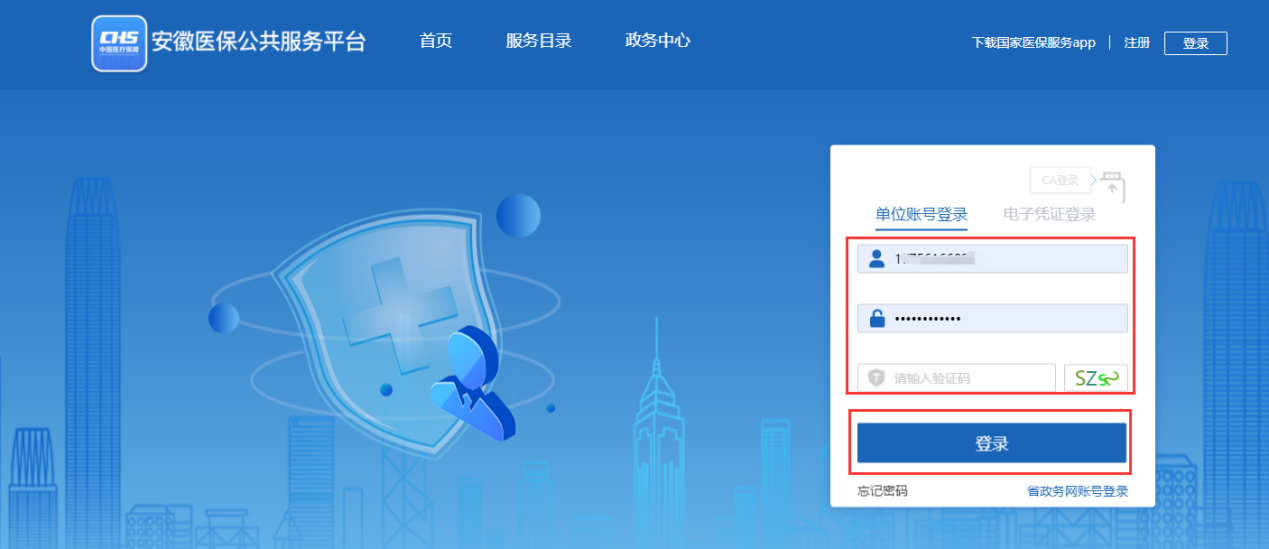 CHS
中国医疗保障
安徽医保公共服务平台
首页
服务目录
政务中心
下载国家医保服务app
注册
登录
CA登录
单位账号登录
电子凭证登录
请输入验证码
登录
忘记密码
省政务网账号登录